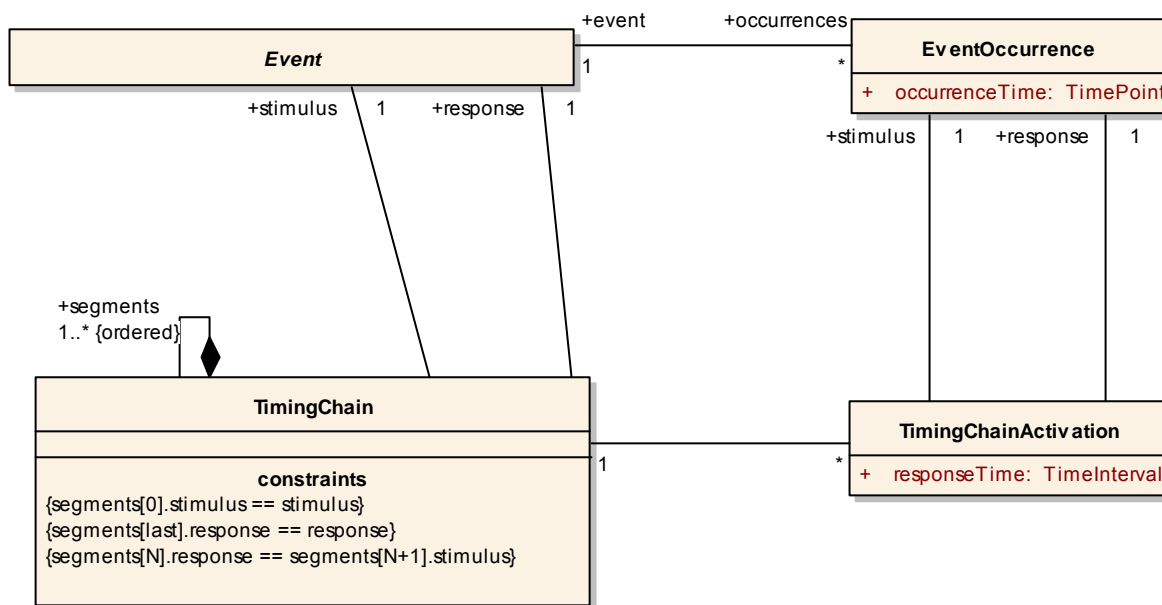 +event
+occurrences
Event
1
*
EventOccurrence
+ occurrenceTime: TimePoint
+stimulus
1
+response
1
+stimulus
1
+response
1
+segments
1..* {ordered}
TimingChain
constraints
{segments[0].stimulus == stimulus}
{segments[last].response == response}
{segments[N].response == segments[N+1].stimulus}
1
*
TimingChainActivation
+ responseTime: TimeInterval